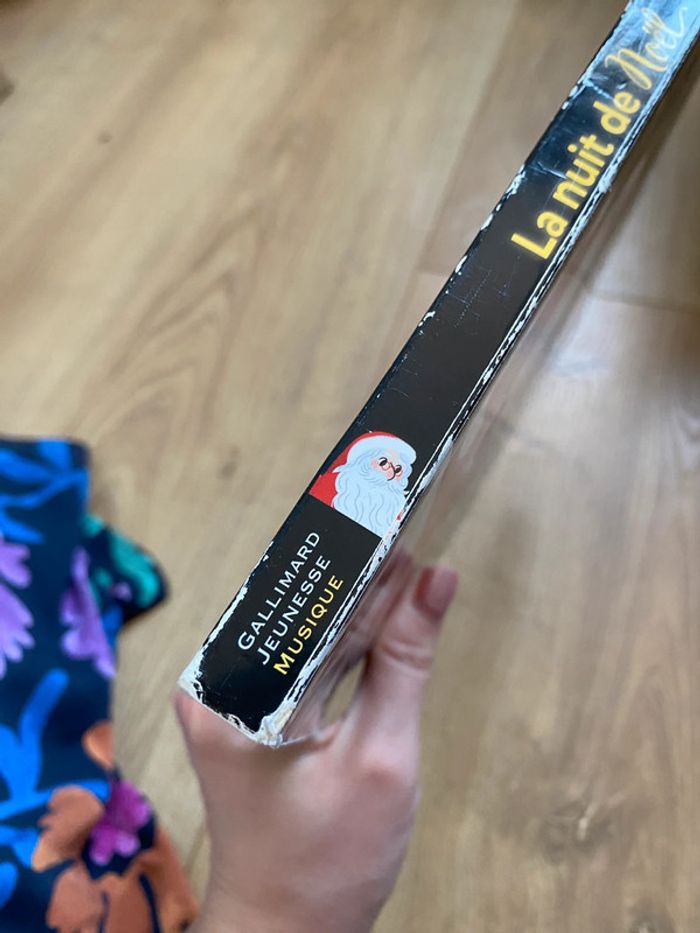 La nuit de Noël
GALLIMARD
JEUNESSE
MUSIQUE